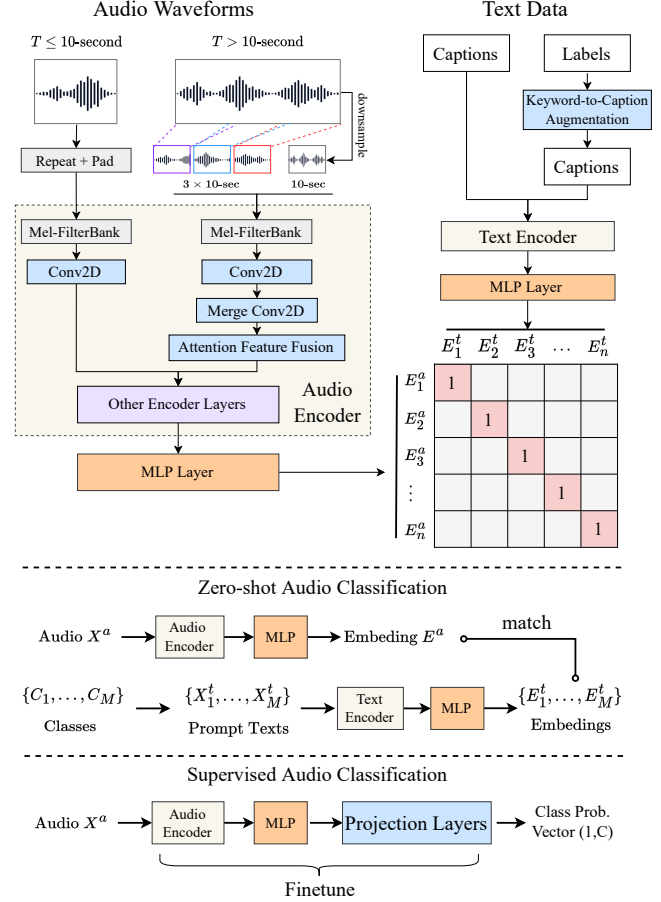 Audio Waveforms
Text Data
T ≤ 10-second
T > 10-second
downsample
3 × 10-sec
10-sec
Repeat + Pad
Mel-FilterBank
Mel-FilterBank
Conv2D
Conv2D
Merge Conv2D
Attention Feature Fusion
Other Encoder Layers
Audio
Encoder
MLP Layer
Captions
Labels
Keyword-to-Caption
Augmentation
Captions
Text Encoder
MLP Layer
E_1^t E_2^t E_3^t … E_n^t
E_1^a 1
E_2^a 1
E_3^a 1
⋮ 1
E_n^a 1
Zero-shot Audio Classification
Audio X^a
Audio
Encoder
MLP
Embeding E^a
match
{C_1, . . . , C_M}
Classes
{X_1^t, . . . , X_M^t}
Prompt Texts
Text
Encoder
MLP
{E_1^t, . . . , E_M^t}
Embedings
Supervised Audio Classification
Audio X^a
Audio
Encoder
MLP
Projection Layers
Class Prob.
Vector (1,C)
Finetune